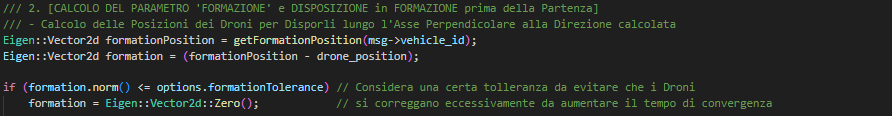 /// 2. [CALCOLO DEL PARAMETRO 'FORMAZIONE' e DISPOSIZIONE in FORMAZIONE prima della Partenza]
/// - Calcolo delle Posizioni dei Droni per Disporli lungo l'Asse Perpendicolare alla Direzione calcolata
Eigen::Vector2d formationPosition = getFormationPosition(msg->vehicle_id);
Eigen::Vector2d formation = (formationPosition - drone_position);
if (formation.norm() <= options.formationTolerance) // Considera una certa tolleranza da evitare che i Droni
formation = Eigen::Vector2d::Zero(); // si correggano eccessivamente da aumentare il tempo di convergenza